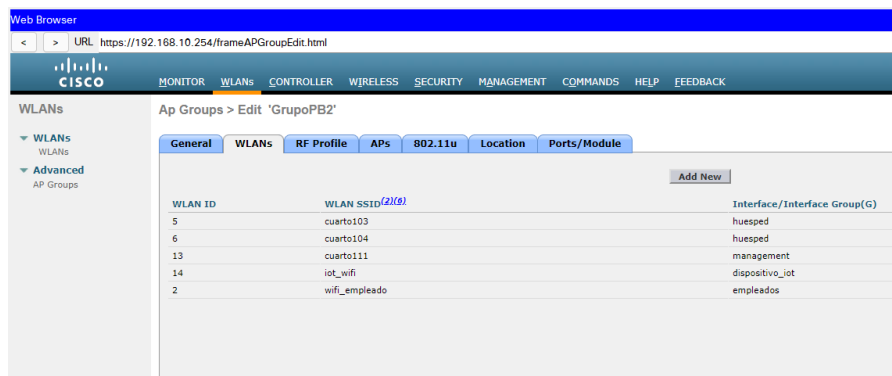 Web Browser
< > URL https://192.168.10.254/frameAPGroupEdit.html
CISCO
MONITOR WLANs CONTROLLER WIRELESS SECURITY MANAGEMENT COMMANDS HELP FEEDBACK
WLANs
Ap Groups > Edit 'GrupoPB2'
WLANs
WLANs
Advanced
AP Groups
General WLANs RF Profile APs 802.11u Location Ports/Module
Add New
WLAN ID WLAN SSID(2)(6) Interface/Interface Group(G)
5 cuarto103 huesped
6 cuarto104 huesped
13 cuarto111 management
14 iot_wifi dispositivo_iot
2 wifi_empleado empleados